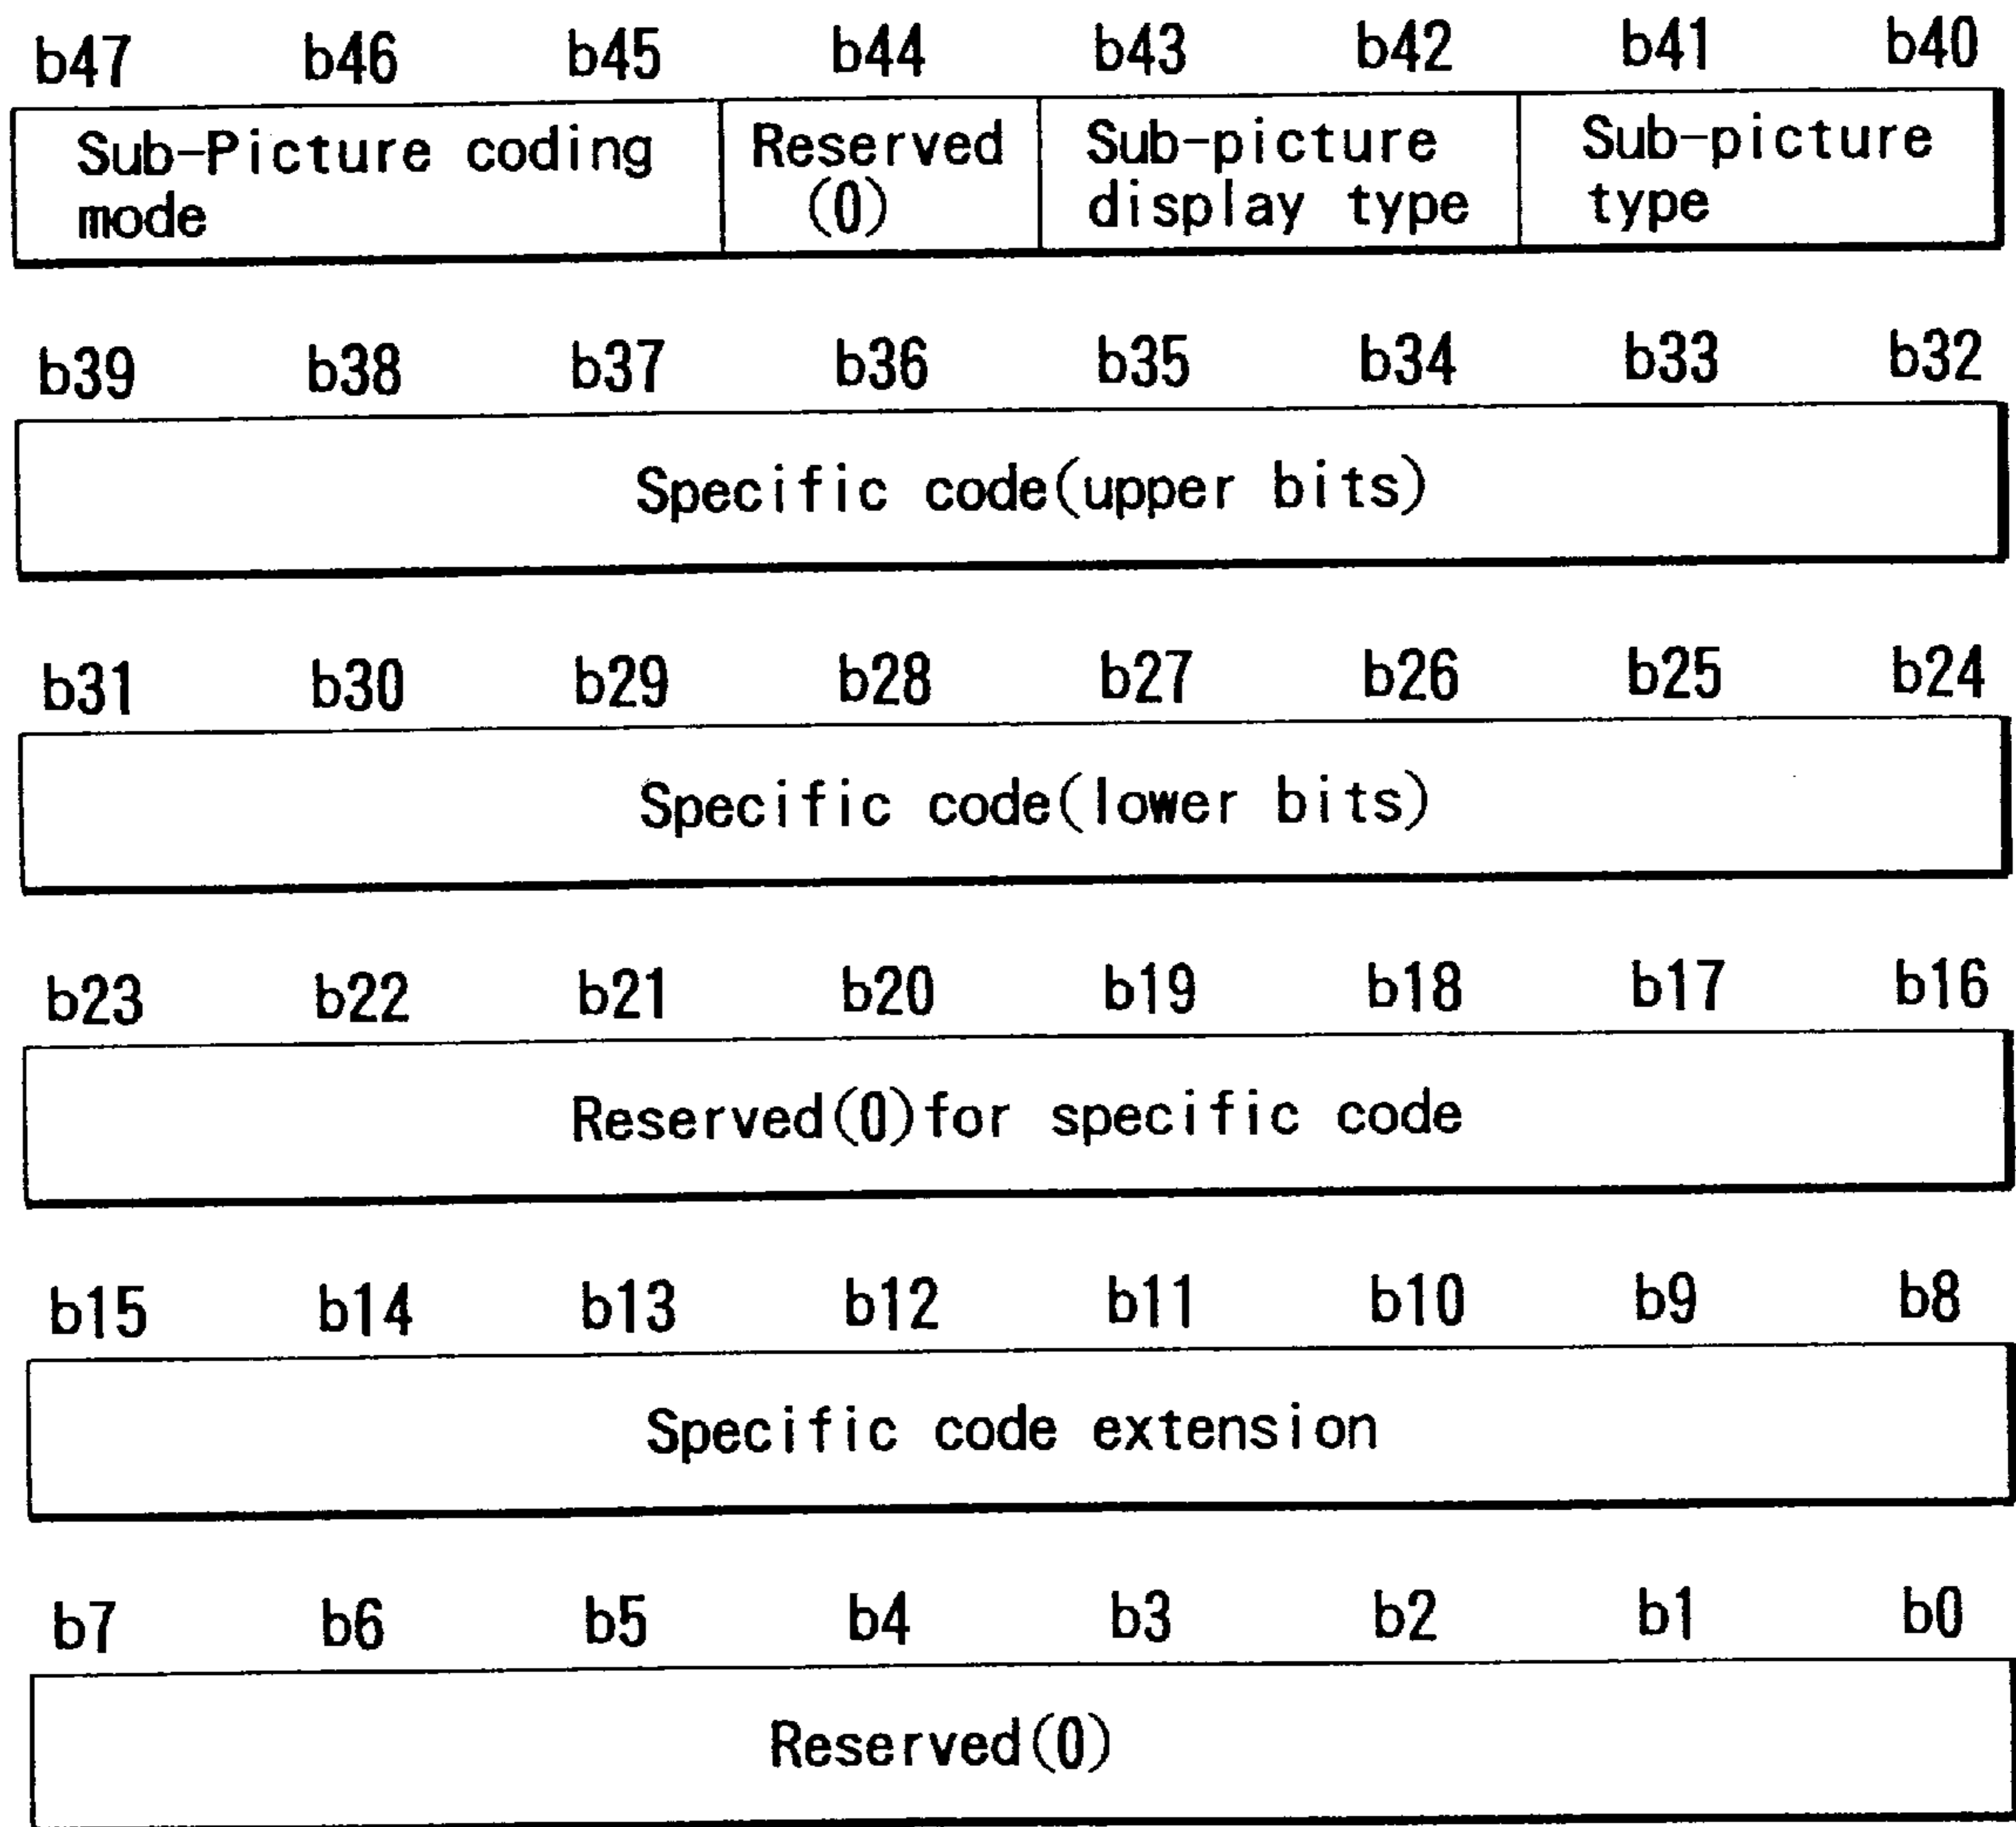 b47 b46 b45 b44 b43 b42 b41 b40
Sub-Picture coding mode
Reserved (0)
Sub-picture display type
Sub-picture type
b39 b38 b37 b36 b35 b34 b33 b32
Specific code(upper bits)
b31 b30 b29 b28 b27 b26 b25 b24
Specific code(lower bits)
b23 b22 b21 b20 b19 b18 b17 b16
Reserved(0)for specific code
b15 b14 b13 b12 b11 b10 b9 b8
Specific code extension
b7 b6 b5 b4 b3 b2 b1 b0
Reserved(0)